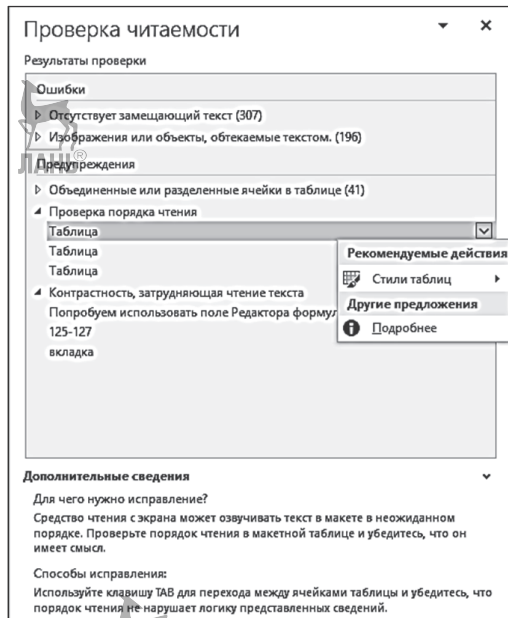 Проверка читаемости
Результаты проверки
Ошибки
Отсутствует замещающий текст (307)
Изображения или объекты, обтекаемые текстом. (196)
ЛАНЬ®
Предупреждения
Объединенные или разделенные ячейки в таблице (41)
Проверка порядка чтения
Таблица
Таблица
Таблица
Рекомендуемые действия
Стили таблиц
Другие предложения
Подробнее
Контрастность, затрудняющая чтение текста
Попробуем использовать поле Редактора формул
125-127
вкладка
Дополнительные сведения
Для чего нужно исправление?
Средство чтения с экрана может озвучивать текст в макете в неожиданном
порядке. Проверьте порядок чтения в макетной таблице и убедитесь, что он
имеет смысл.
Способы исправления:
Используйте клавишу TAB для перехода между ячейками таблицы и убедитесь, что
порядок чтения не нарушает логику представленных сведений.